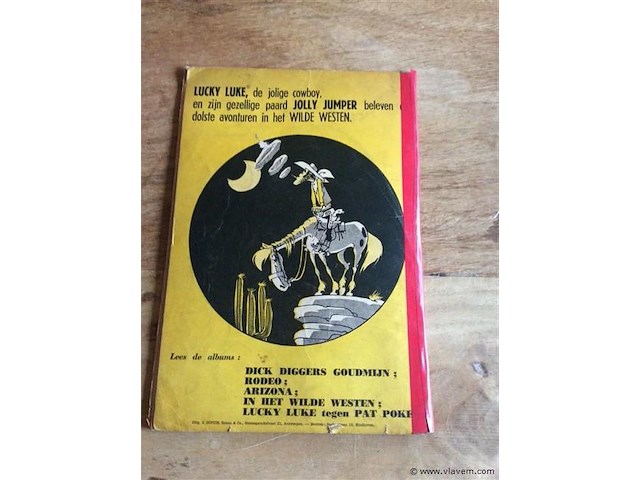 LUCKY LUKE, de jolige cowboy,
en zijn gezellige paard JOLLY JUMPER beleven
dolste avonturen in het WILDE WESTEN.
Lees de albums :
DICK DIGGERS GOUDMIJN ;
RODEO ;
ARIZONA ;
IN HET WILDE WESTEN ;
LUCKY LUKE tegen PAT POKE
© www.vlavem.com